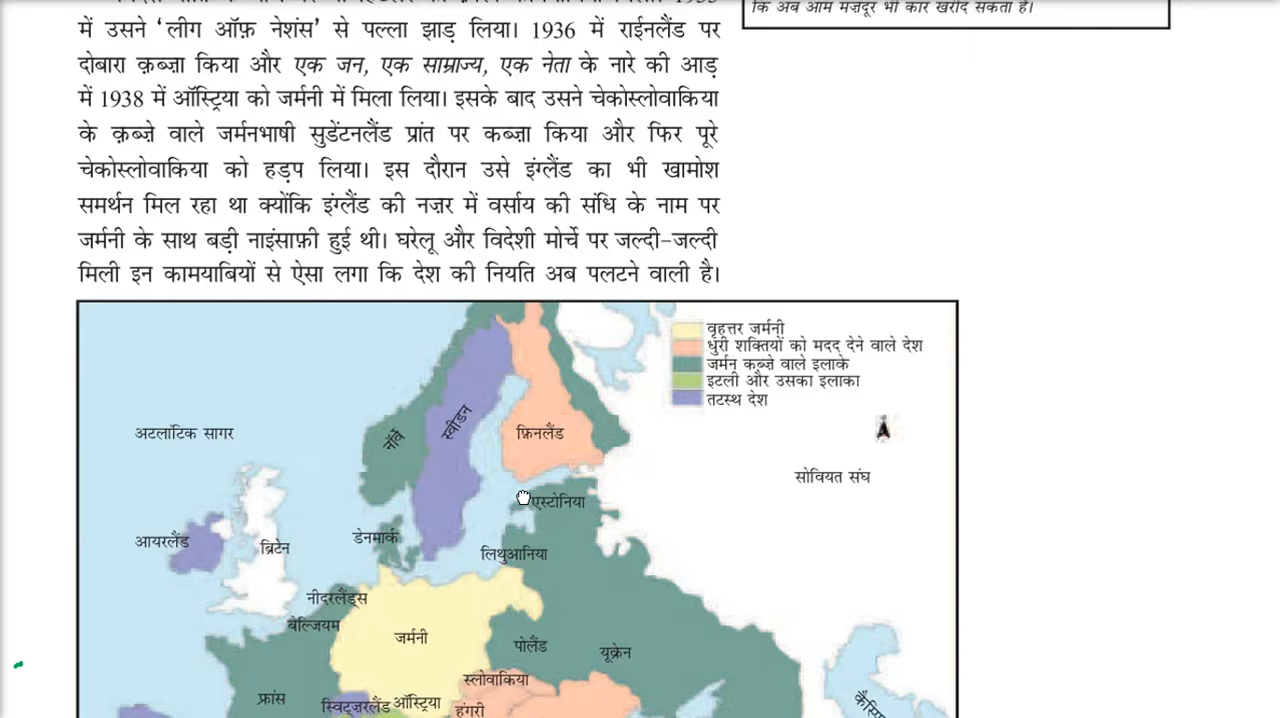 में उसने ‘लीग ऑफ़ नेशंस’ से पल्ला झाड़ लिया। 1936 में राईनलैंड पर
दोबारा क़ब्ज़ा किया और एक जन, एक साम्राज्य, एक नेता के नारे की आड़
में 1938 में ऑस्ट्रिया को जर्मनी में मिला लिया। इसके बाद उसने चेकोस्लोवाकिया
के क़ब्ज़े वाले जर्मनभाषी सुडेंटनलैंड प्रांत पर कब्ज़ा किया और फिर पूरे
चेकोस्लोवाकिया को हड़प लिया। इस दौरान उसे इंग्लैंड का भी खामोश
समर्थन मिल रहा था क्योंकि इंग्लैंड की नज़र में वर्साय की संधि के नाम पर
जर्मनी के साथ बड़ी नाइंसाफ़ी हुई थी। घरेलू और विदेशी मोर्चे पर जल्दी-जल्दी
मिली इन कामयाबियों से ऐसा लगा कि देश की नियति अब पलटने वाली है।
कि अब आम मज़दूर भी कार खरीद सकता है।
वृहत्तर जर्मनी
धुरी शक्तियों को मदद देने वाले देश
जर्मन कब्ज़े वाले इलाके
इटली और उसका इलाका
तटस्थ देश
अटलांटिक सागर
नॉर्वे
स्वीडन
फ़िनलैंड
सोवियत संघ
एस्टोनिया
आयरलैंड
ब्रिटेन
डेनमार्क
लिथुआनिया
नीदरलैंड्स
बेल्जियम
जर्मनी
पोलैंड
यूक्रेन
स्लोवाकिया
फ्रांस
स्विट्ज़रलैंड
ऑस्ट्रिया
हंगरी